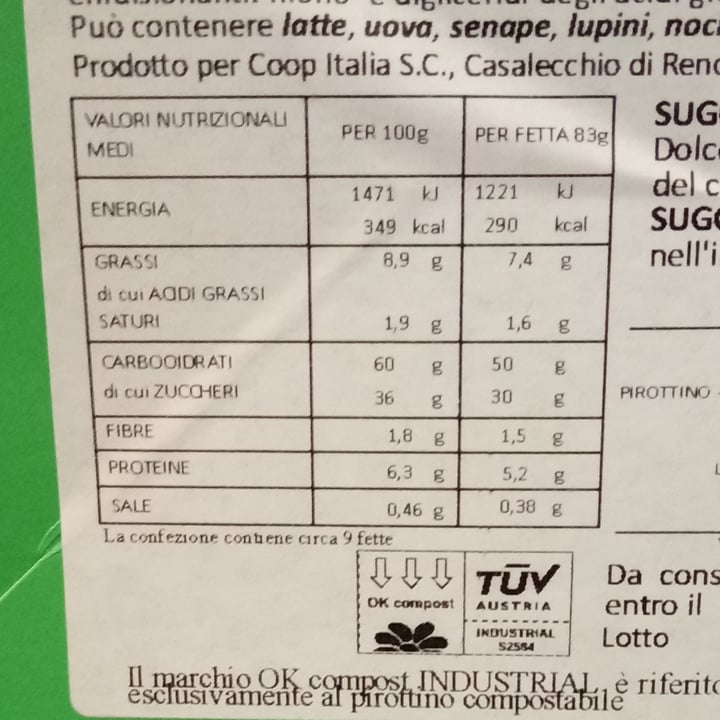 Può contenere latte, uova, senape, lupini,
Prodotto per Coop Italia S.C., Casalecchio di
VALORI NUTRIZIONALI MEDI PER 100g PER FETTA 83g
ENERGIA 1471 kJ 1221 kJ
349 kcal 290 kcal
GRASSI 8,9 g 7,4 g
di cui ACIDI GRASSI
SATURI 1,9 g 1,6 g
CARBOOIDRATI 60 g 50 g
di cui ZUCCHERI 36 g 30 g
FIBRE 1,8 g 1,5 g
PROTEINE 6,3 g 5,2 g
SALE 0,46 g 0,38 g
La confezione contiene circa 9 fette
OK compost
TÜV
AUSTRIA
INDUSTRIAL
S2584
Il marchio OK compost INDUSTRIAL è
esclusivamente al pirottino compostabile
del
nell'i
PIROTTINO
Da
entro il
Lotto